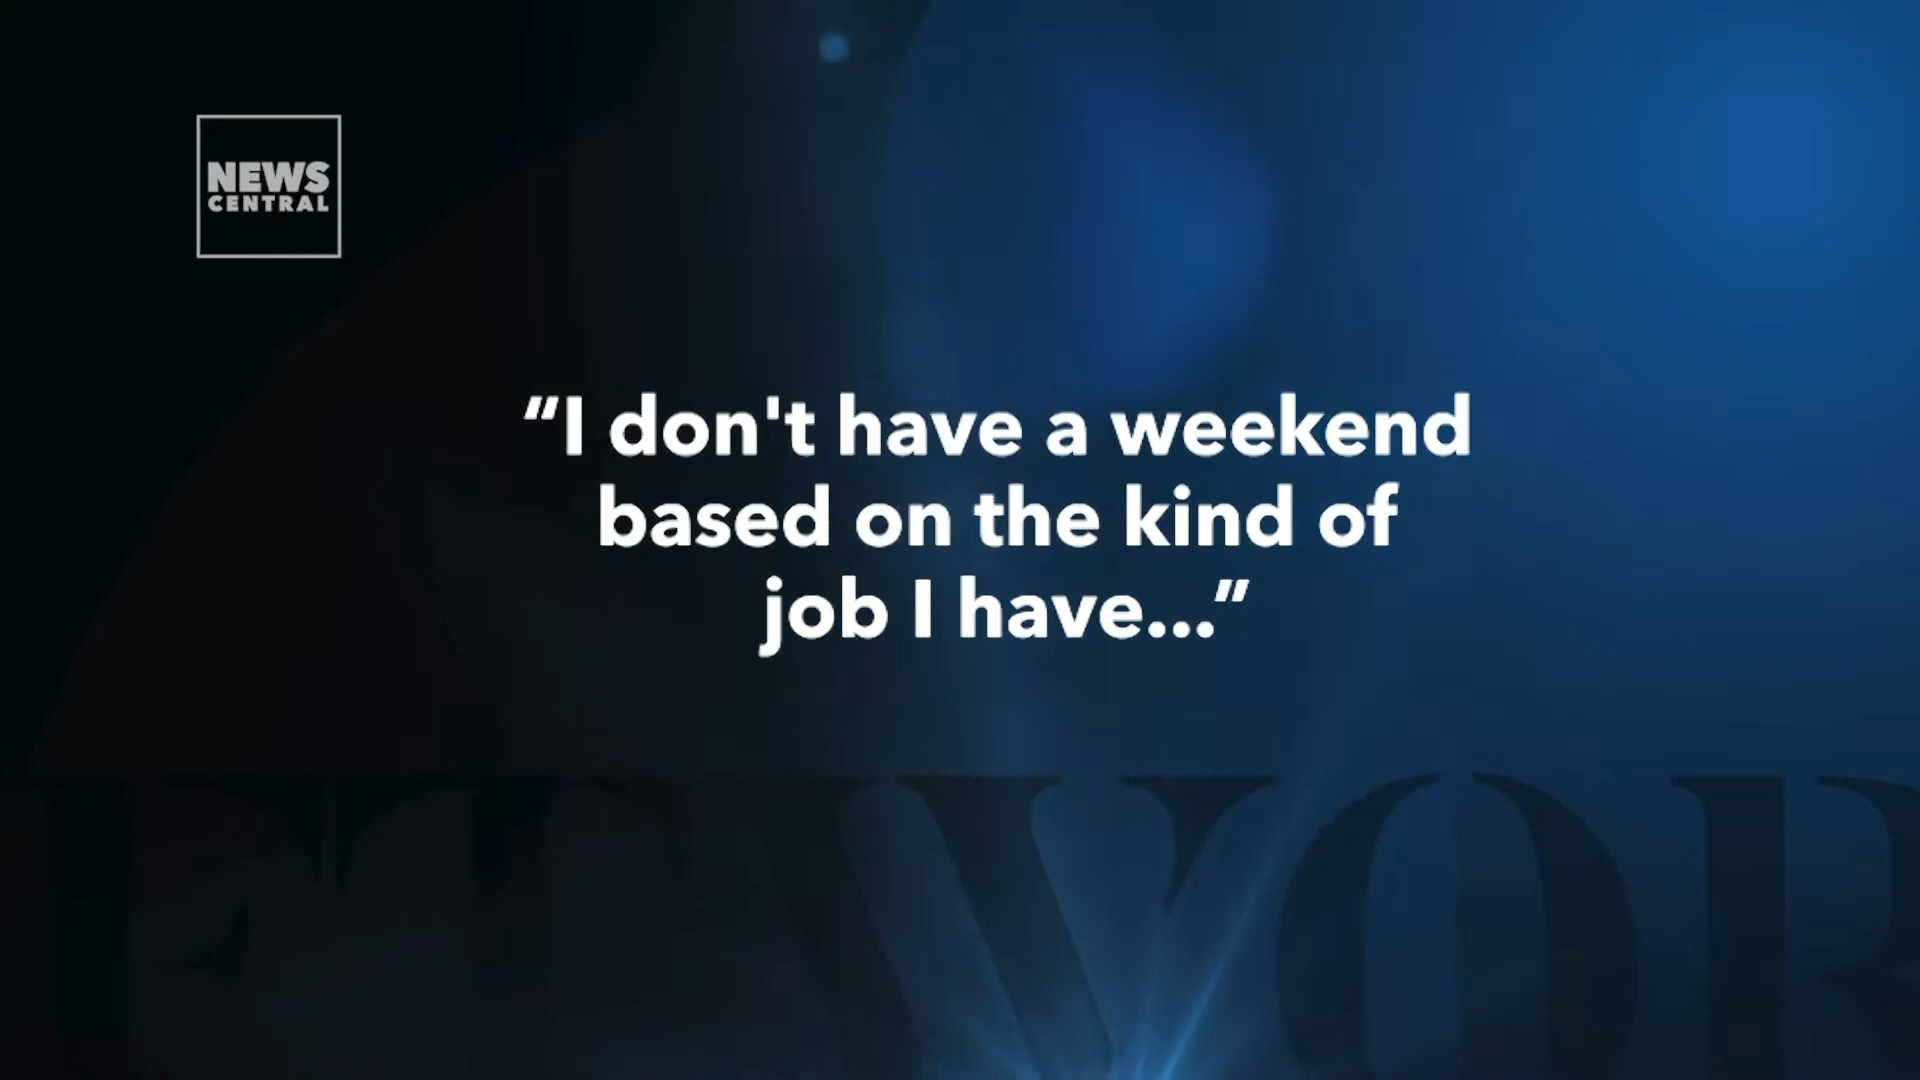 NEWS
CENTRAL
“I don't have a weekend
based on the kind of
job I have...”